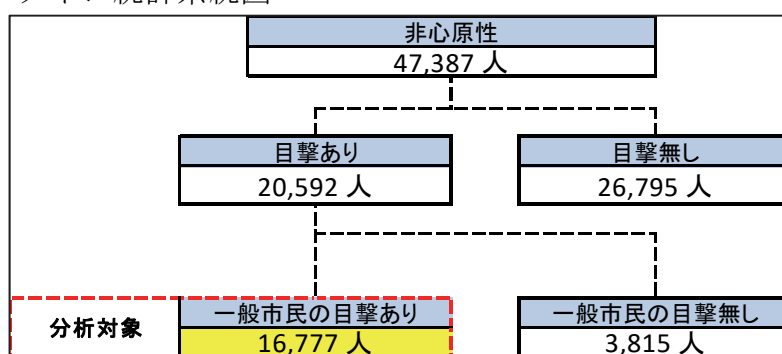 非心原性
47,387 人
目撃あり
目撃無し
20,592 人
26,795 人
分析対象
一般市民の目撃あり
一般市民の目撃無し
16,777 人
3,815 人